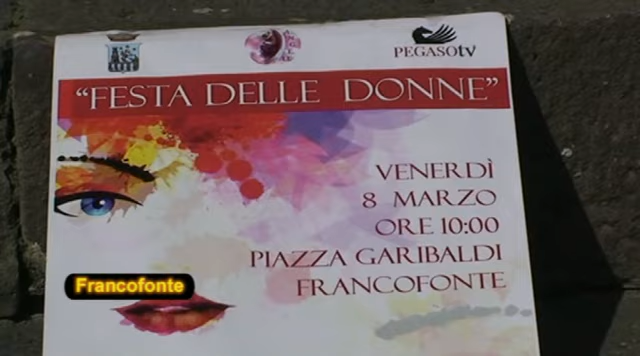 PEGASOtv
"FESTA DELLE DONNE"
VENERDÌ
8 MARZO
ORE 10:00
PIAZZA GARIBALDI
FRANCOFONTE
Francofonte